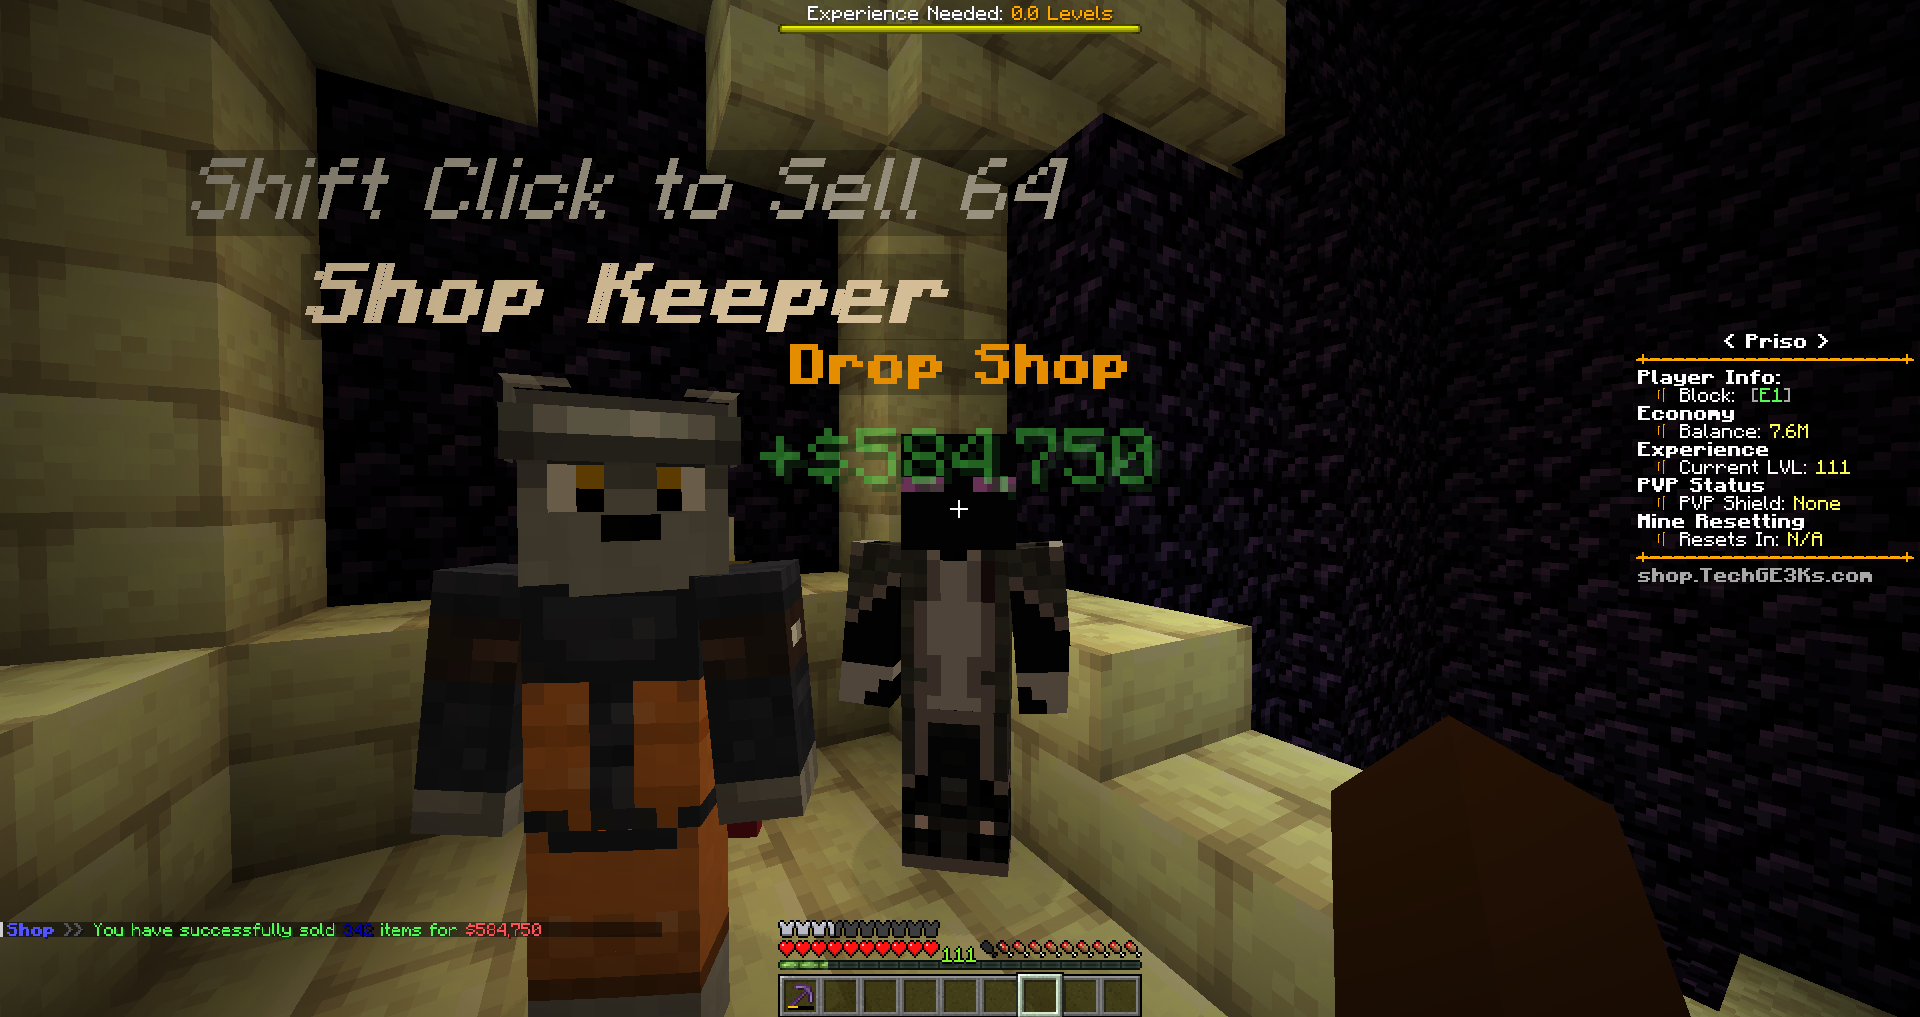 Experience Needed: 0.0 Levels
Shift Click to Sell 64
Shop Keeper
Drop Shop
+$584,750
< Priso >
Player Info:
Block: [E1]
Economy
Balance: 7.6M
Experience
Current LVL: 111
PVP Status
PVP Shield: None
Mine Resetting
Resets In: N/A
shop.TechGE3Ks.com
Shop >> You have successfully sold 342 items for $584,750
111